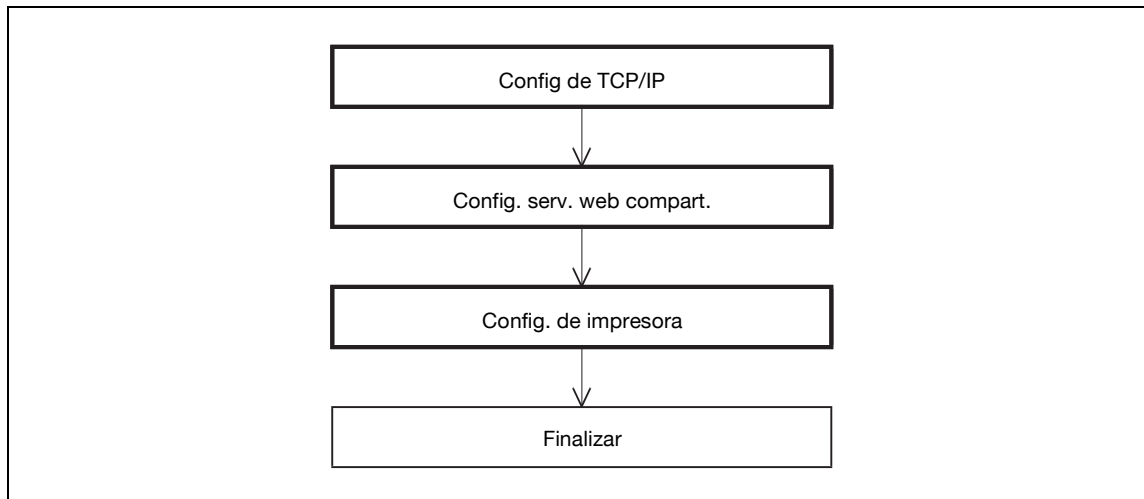 Config de TCP/IP
Config. serv. web compart.
Config. de impresora
Finalizar